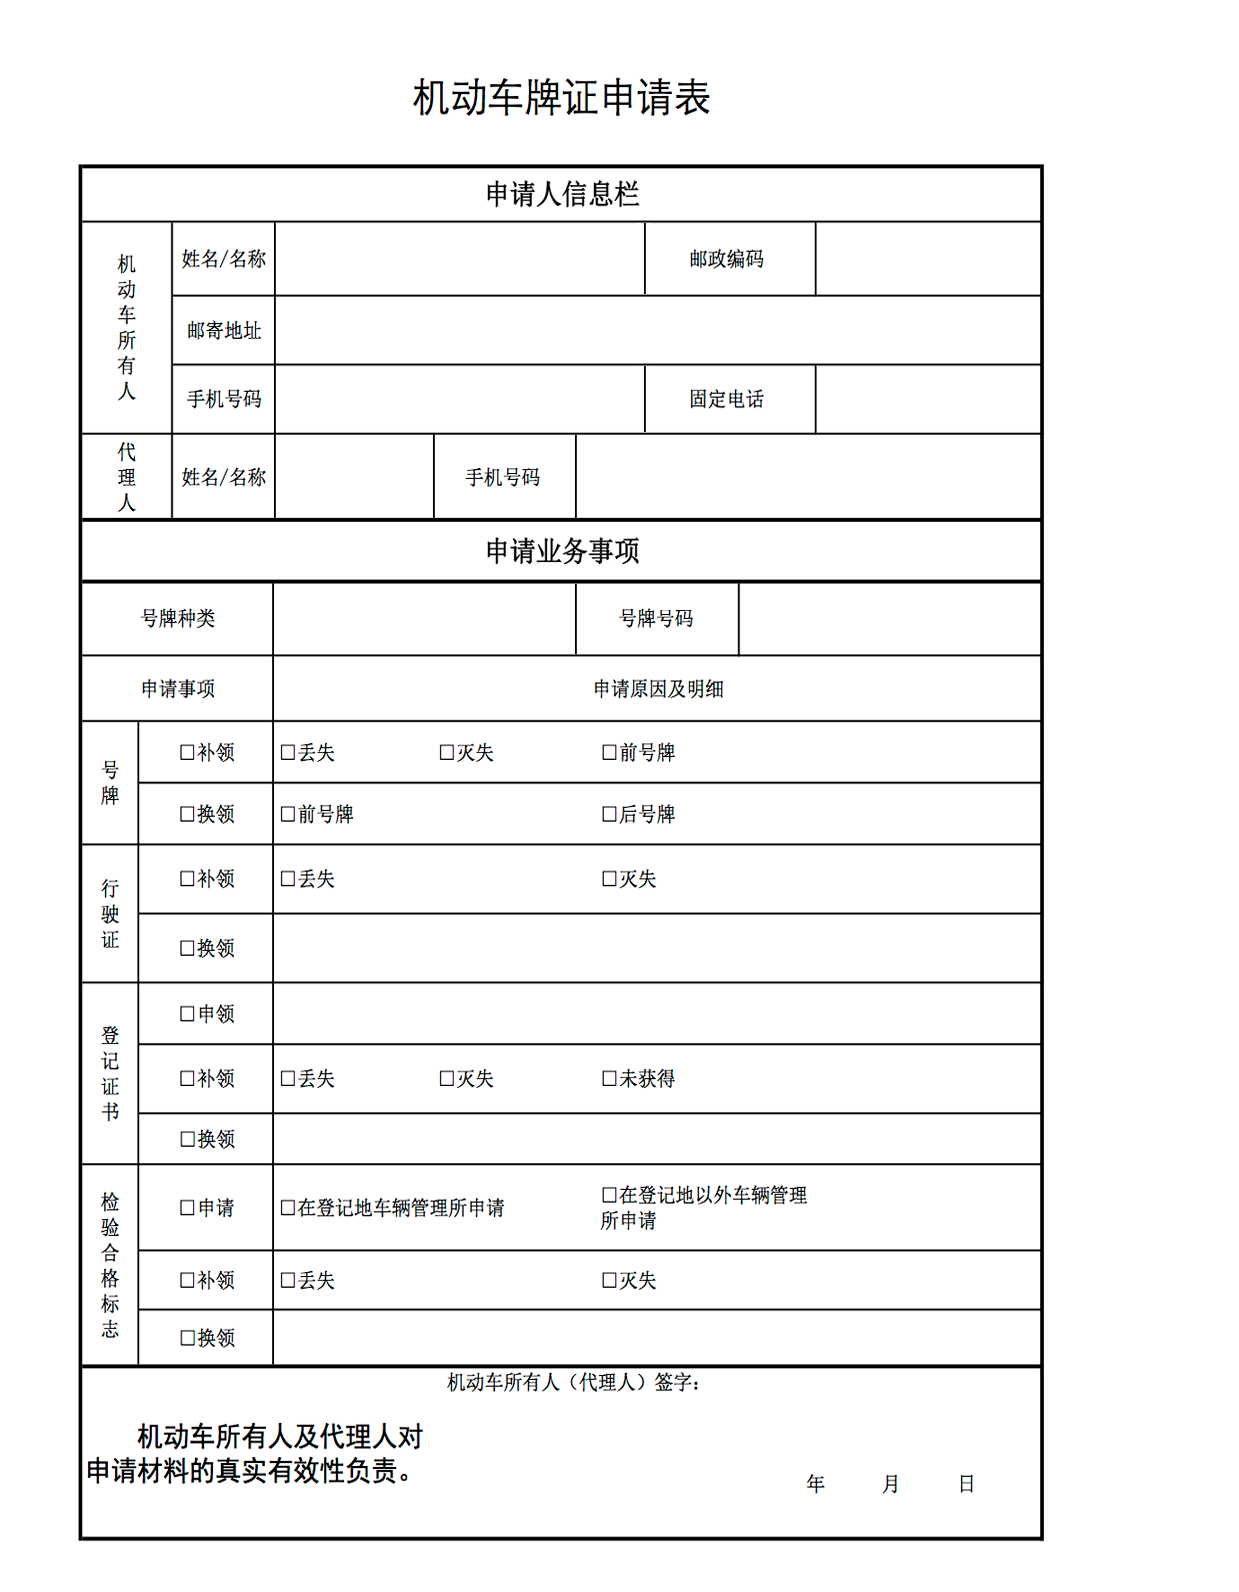 机动车牌证申请表
申请人信息栏
机动车所有人
姓名/名称 邮政编码
邮寄地址
手机号码 固定电话
代理人
姓名/名称 手机号码
申请业务事项
号牌种类 号牌号码
申请事项 申请原因及明细
号牌
□补领 □丢失 □灭失 □前号牌
□换领 □前号牌 □后号牌
行驶证
□补领 □丢失 □灭失
□换领
登记证书
□申领
□补领 □丢失 □灭失 □未获得
□换领
检验合格标志
□申请 □在登记地车辆管理所申请 □在登记地以外车辆管理
所申请
□补领 □丢失 □灭失
□换领
机动车所有人（代理人）签字：
机动车所有人及代理人对
申请材料的真实有效性负责。
年 月 日